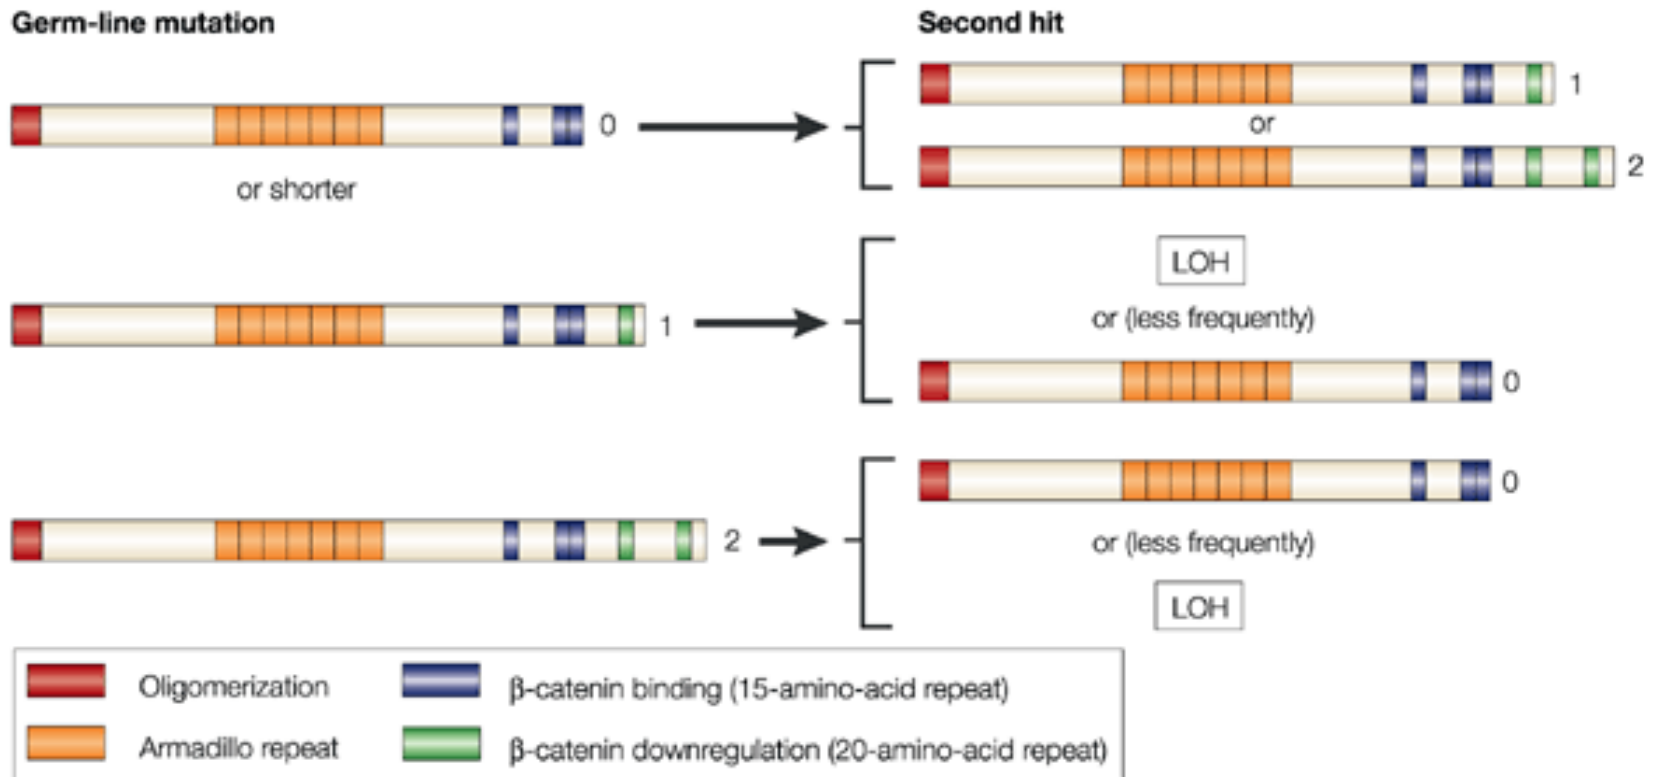 Germ-line mutation
Second hit
0
or shorter
1
or
2
1
LOH
or (less frequently)
0
2
0
or (less frequently)
LOH
Oligomerization
β-catenin binding (15-amino-acid repeat)
Armadillo repeat
β-catenin downregulation (20-amino-acid repeat)